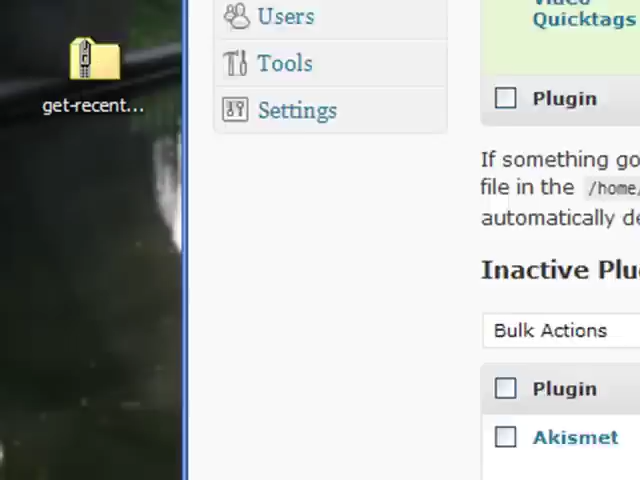 get-recent...
Users
Tools
Settings
Quicktags
Plugin
If something go
file in the /home/
automatically de
Inactive Plu
Bulk Actions
Plugin
Akismet